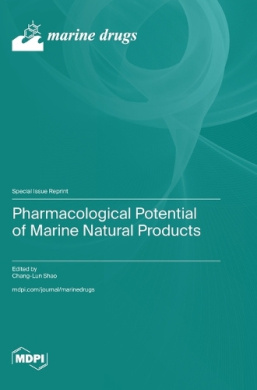 marine drugs
Special Issue Reprint
Pharmacological Potential
of Marine Natural Products
Edited by
Chang-Lun Shao
mdpi.com/journal/marinedrugs
MDPI